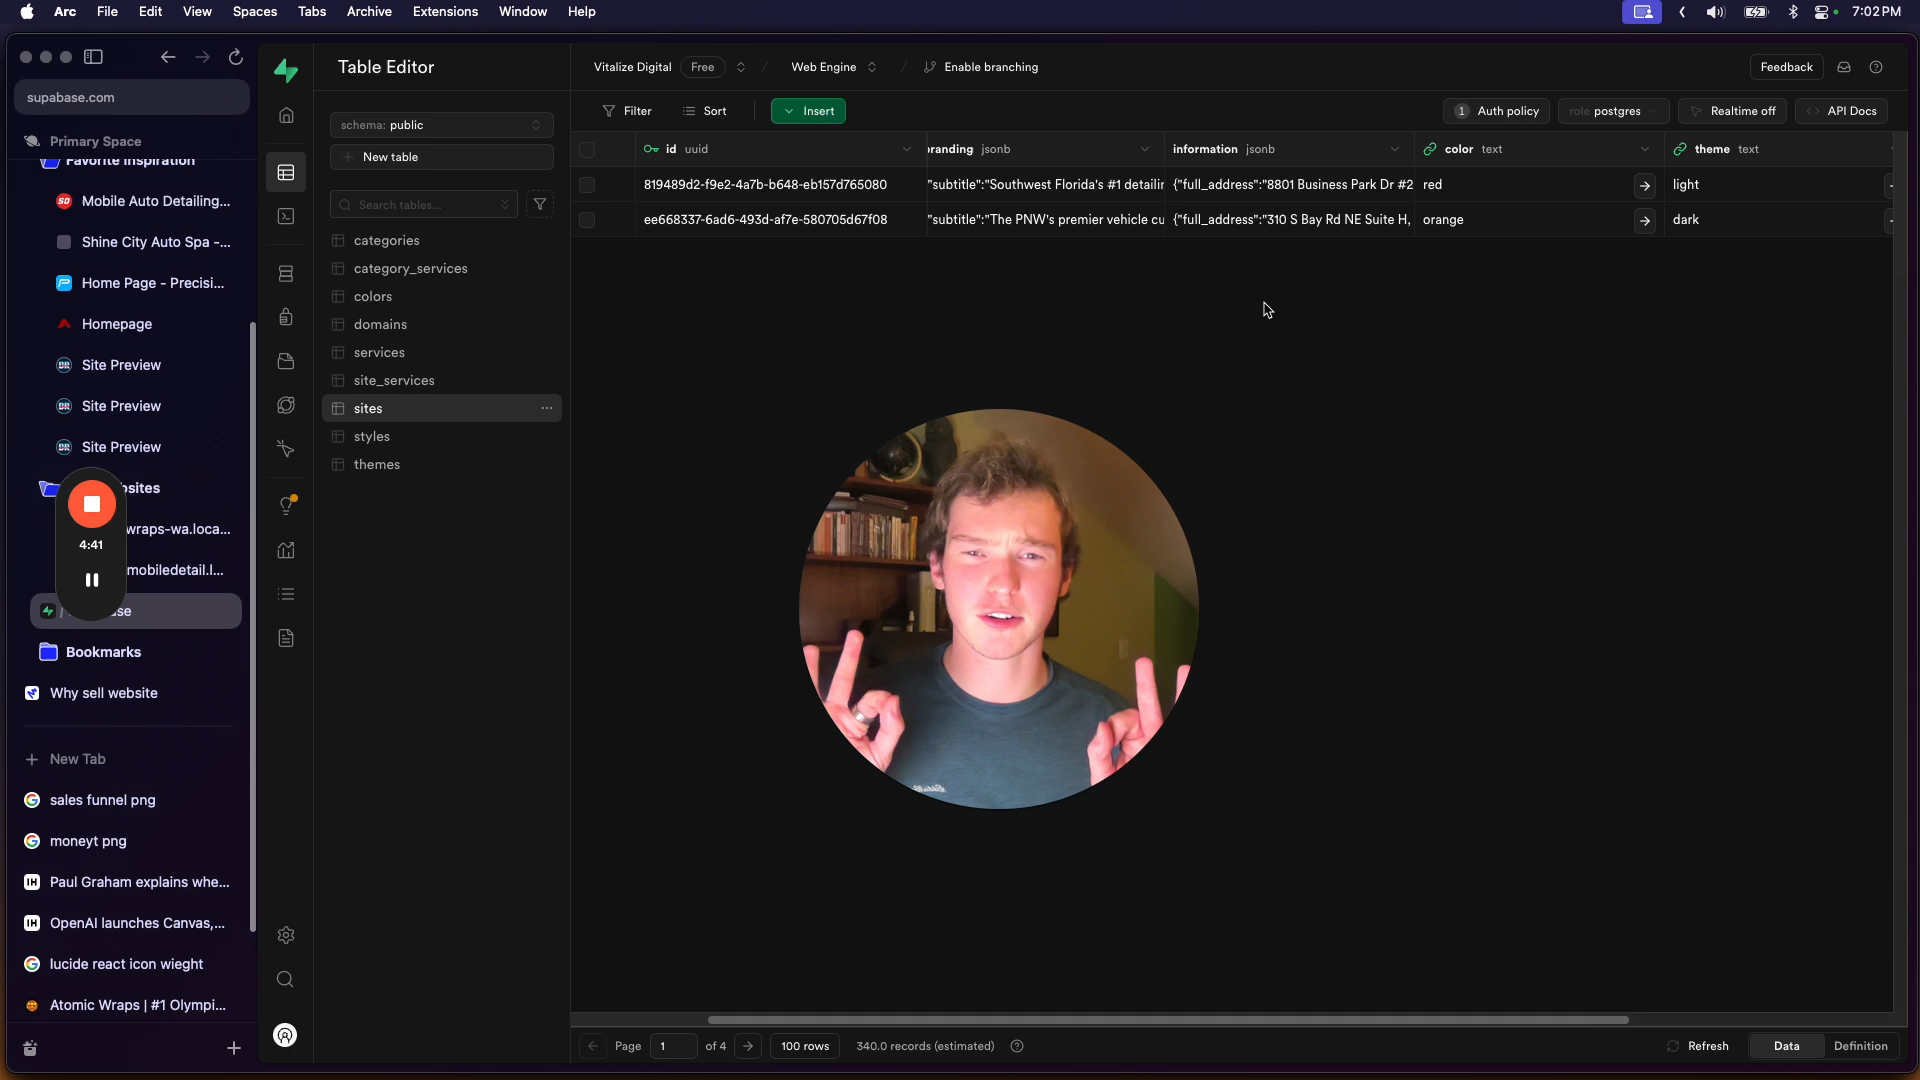 Arc File Edit View Spaces Tabs Archive Extensions Window Help
7:02 PM
supabase.com
Primary Space
Favorite Inspiration
Mobile Auto Detailing...
Shine City Auto Spa -...
Home Page - Precisi...
Homepage
Site Preview
Site Preview
Site Preview
bsites
wraps-wa.loca...
mobiledetail.l...
4:41
Bookmarks
Why sell website
New Tab
sales funnel png
moneyt png
Paul Graham explains whe...
OpenAI launches Canvas,...
lucide react icon wieght
Atomic Wraps | #1 Olympi...
Table Editor
schema: public
New table
Search tables...
categories
category_services
colors
domains
services
site_services
sites
styles
themes
Vitalize Digital Free / Web Engine / Enable branching
Feedback
Filter Sort Insert
1 Auth policy role postgres Realtime off API Docs
id uuid randing jsonb information jsonb color text theme text
819489d2-f9e2-4a7b-b648-eb157d765080 "subtitle":"Southwest Florida's #1 detailin {"full_address":"8801 Business Park Dr #2 red light
ee668337-6ad6-493d-af7e-580705d67f08 "subtitle":"The PNW's premier vehicle cu {"full_address":"310 S Bay Rd NE Suite H, orange dark
Page 1 of 4 100 rows 340.0 records (estimated)
Refresh Data Definition